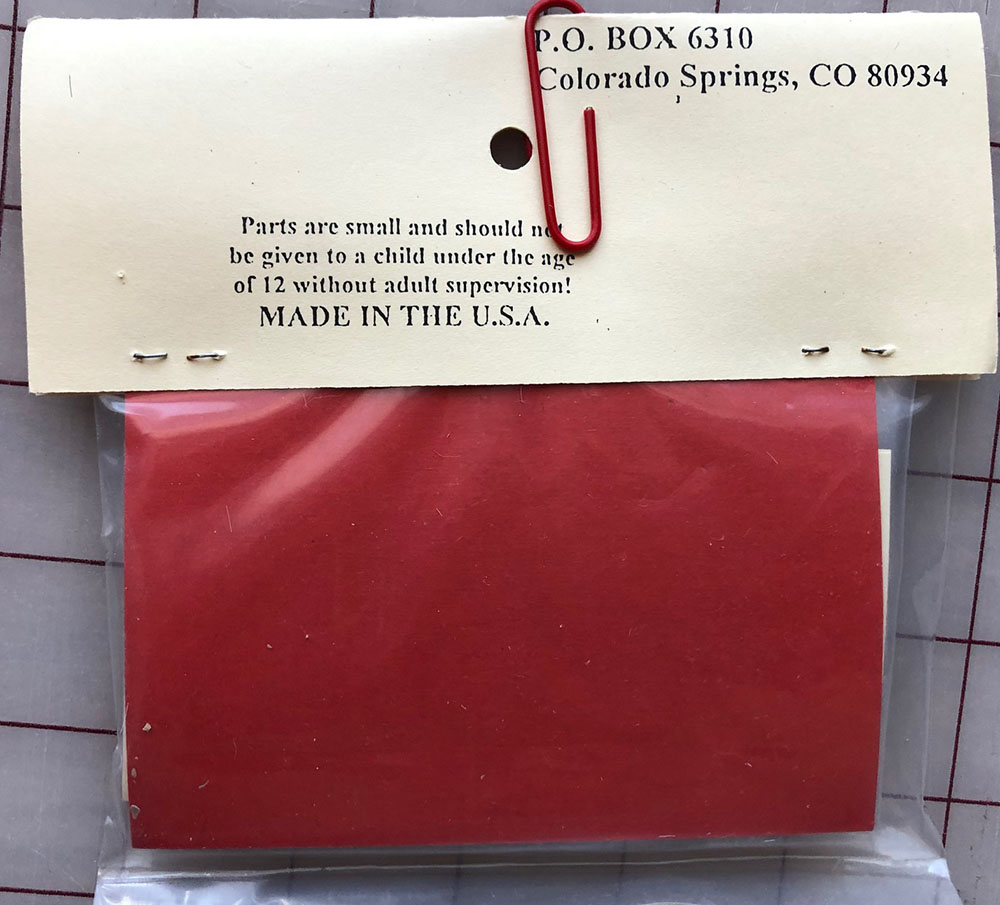 P.O. BOX 6310
Colorado Springs, CO 80934
Parts are small and should not
be given to a child under the age
of 12 without adult supervision!
MADE IN THE U.S.A.